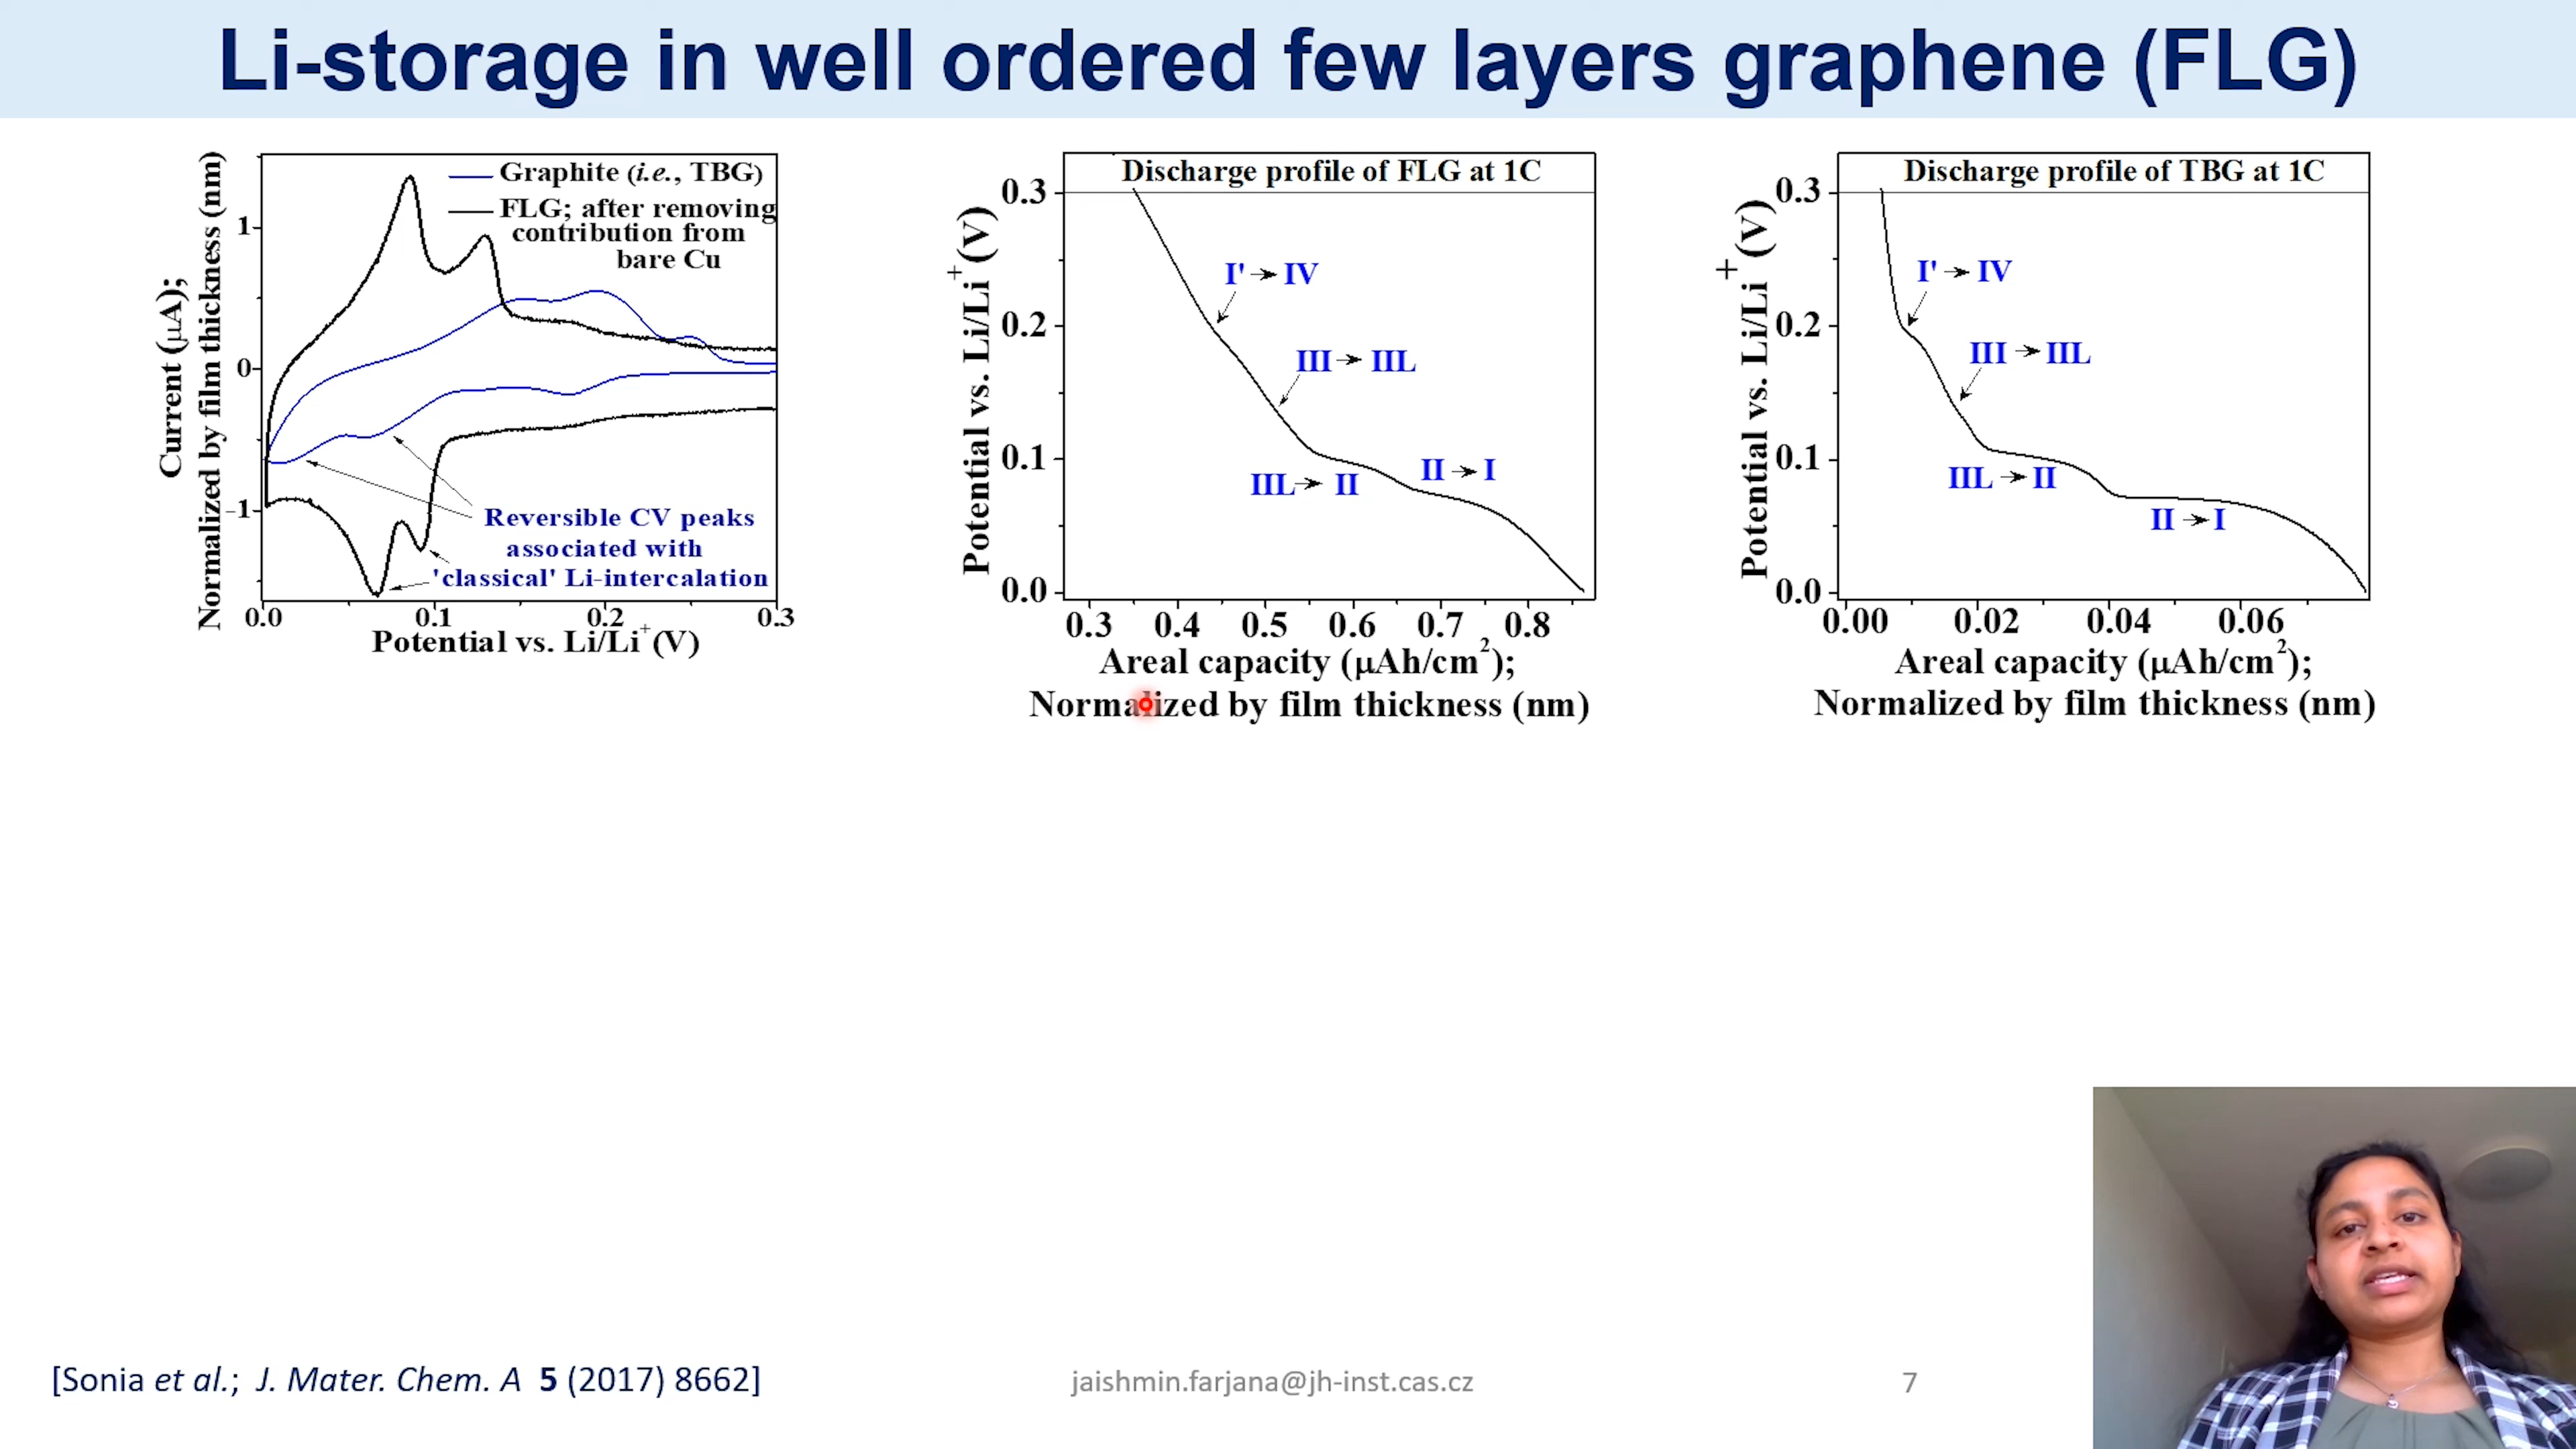 Li-storage in well ordered few layers graphene (FLG)
Current (µA);
Normalized by film thickness (nm)
1
0
-1
Graphite (i.e., TBG)
FLG; after removing
contribution from
bare Cu
Reversible CV peaks
associated with
'classical' Li-intercalation
0.0 0.1 0.2 0.3
Potential vs. Li/Li+(V)
Discharge profile of FLG at 1C
Potential vs. Li/Li+(V)
0.3
0.2
0.1
0.0
I' → IV
III → IIIL
IIIL → II
II → I
0.3 0.4 0.5 0.6 0.7 0.8
Areal capacity (µAh/cm2);
Normalized by film thickness (nm)
Discharge profile of TBG at 1C
Potential vs. Li/Li+(V)
0.3
0.2
0.1
0.0
I' → IV
III → IIIL
IIIL → II
II → I
0.00 0.02 0.04 0.06
Areal capacity (µAh/cm2);
Normalized by film thickness (nm)
[Sonia et al.; J. Mater. Chem. A 5 (2017) 8662]
jaishmin.farjana@jh-inst.cas.cz
7